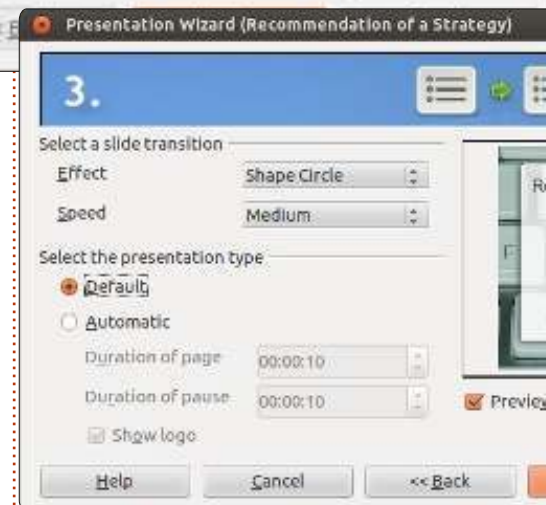 Presentation Wizard (Recommendation of a Strategy)
3.
Select a slide transition
Effect Shape Circle
Speed Medium
Select the presentation type
Default
Automatic
Duration of page 00:00:10
Duration of pause 00:00:10
Show logo
Help Cancel << Back